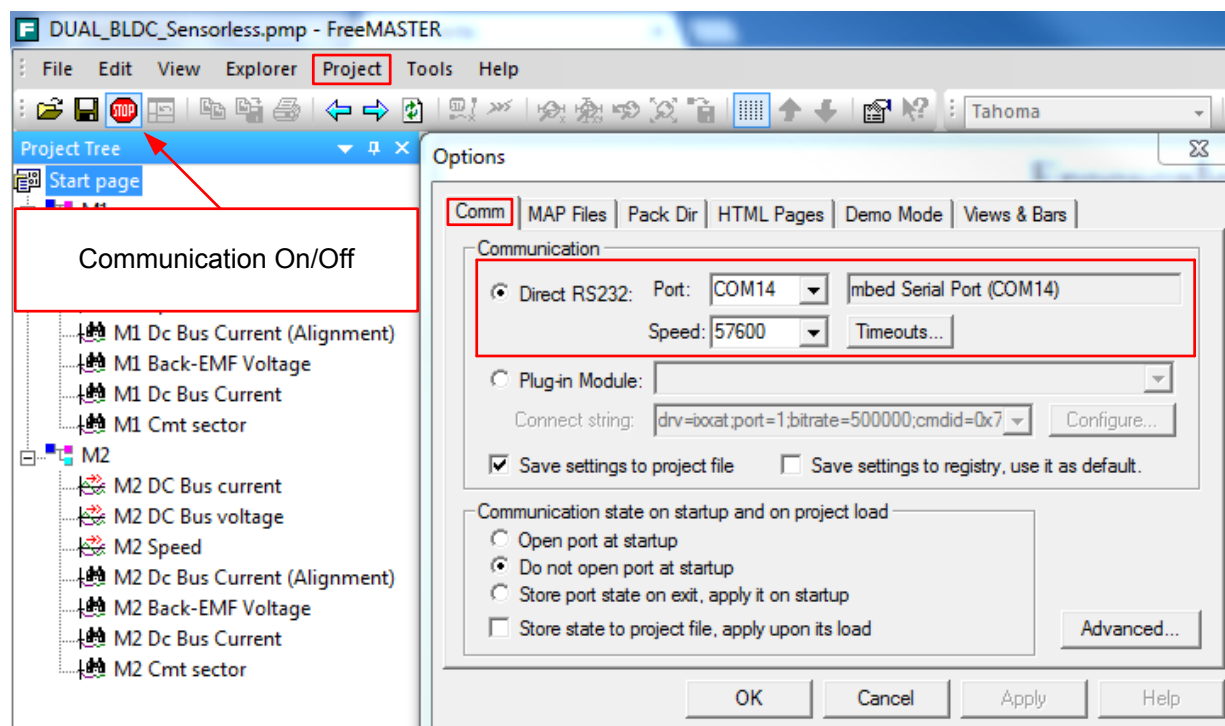 DUAL_BLDC_Sensorless.pmp - FreeMASTER
File Edit View Explorer Project Tools Help
STOP
Tahoma
Project Tree
Start page
Communication On/Off
M1 Dc Bus Current (Alignment)
M1 Back-EMF Voltage
M1 Dc Bus Current
M1 Cmt sector
M2
M2 DC Bus current
M2 DC Bus voltage
M2 Speed
M2 Dc Bus Current (Alignment)
M2 Back-EMF Voltage
M2 Dc Bus Current
M2 Cmt sector
Options
Comm MAP Files Pack Dir HTML Pages Demo Mode Views & Bars
Communication
Direct RS232: Port: COM14 mbed Serial Port (COM14)
Speed: 57600 Timeouts...
Plug-in Module:
Connect string: drv=ixxat;port=1;bitrate=500000;cmdid=0x7 Configure...
Save settings to project file Save settings to registry, use it as default.
Communication state on startup and on project load
Open port at startup
Do not open port at startup
Store port state on exit, apply it on startup
Store state to project file, apply upon its load
Advanced...
OK Cancel Apply Help